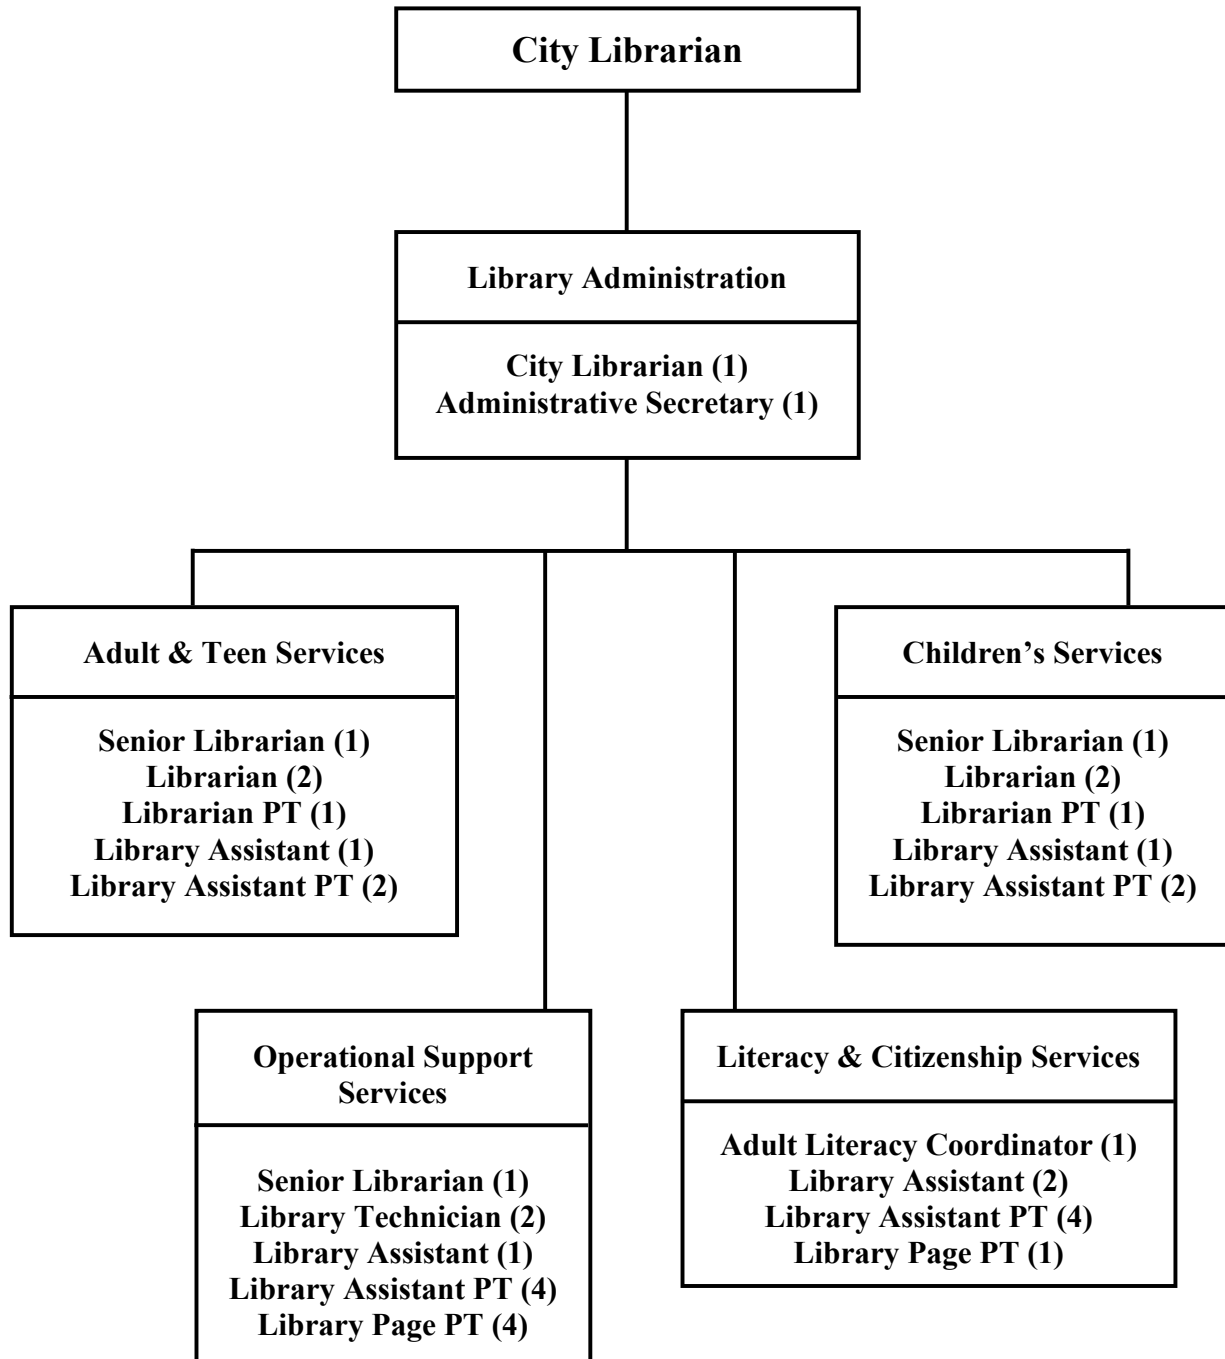 City Librarian
Library Administration
City Librarian (1)
Administrative Secretary (1)
Adult & Teen Services
Senior Librarian (1)
Librarian (2)
Librarian PT (1)
Library Assistant (1)
Library Assistant PT (2)
Children’s Services
Senior Librarian (1)
Librarian (2)
Librarian PT (1)
Library Assistant (1)
Library Assistant PT (2)
Operational Support
Services
Senior Librarian (1)
Library Technician (2)
Library Assistant (1)
Library Assistant PT (4)
Library Page PT (4)
Literacy & Citizenship Services
Adult Literacy Coordinator (1)
Library Assistant (2)
Library Assistant PT (4)
Library Page PT (1)